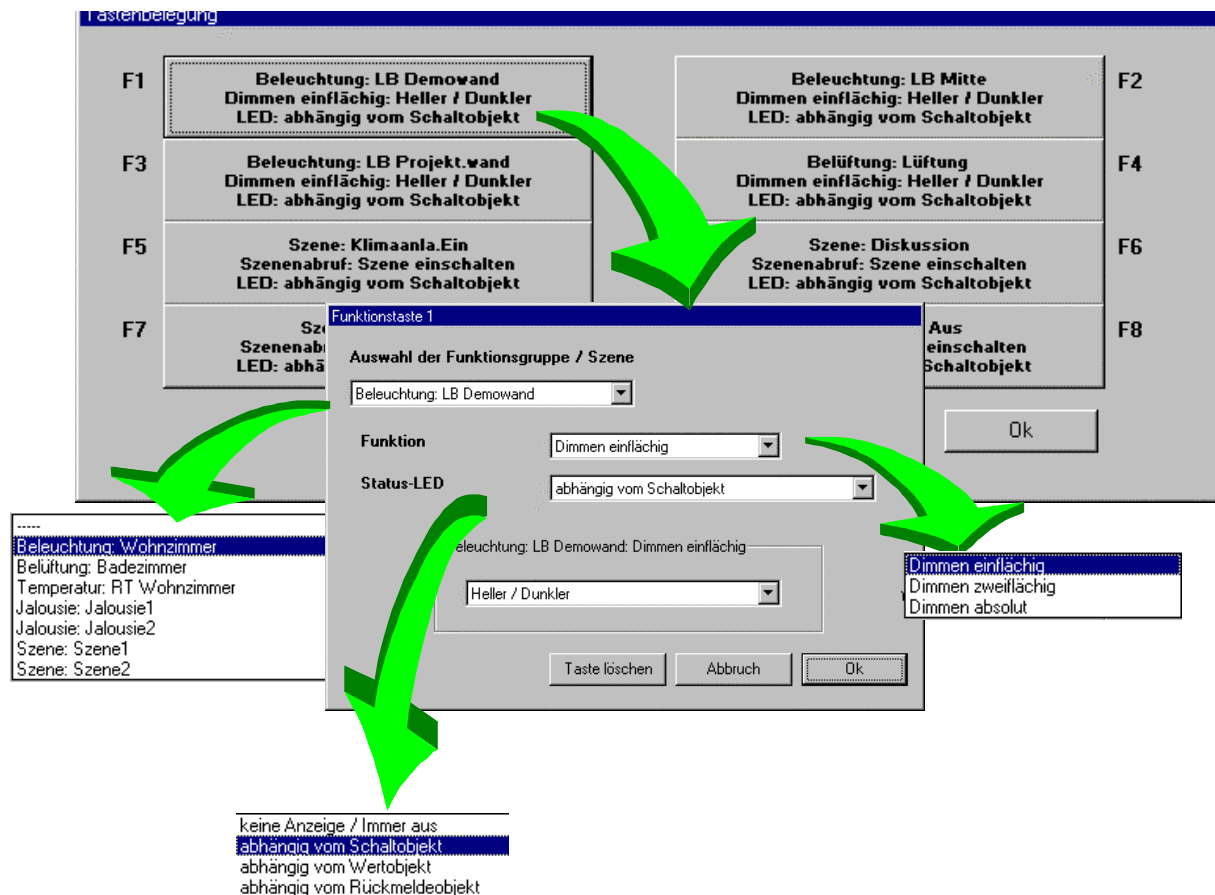 Tastenbelegung
F1
Beleuchtung: LB Demowand
Dimmen einflächig: Heller / Dunkler
LED: abhängig vom Schaltobjekt
Beleuchtung: LB Mitte
Dimmen einflächig: Heller / Dunkler
LED: abhängig vom Schaltobjekt
F2
F3
Beleuchtung: LB Projekt.wand
Dimmen einflächig: Heller / Dunkler
LED: abhängig vom Schaltobjekt
Belüftung: Lüftung
Dimmen einflächig: Heller / Dunkler
LED: abhängig vom Schaltobjekt
F4
F5
Szene: Klimaanla.Ein
Szenenabruf: Szene einschalten
LED: abhängig vom Schaltobjekt
Szene: Diskussion
Szenenabruf: Szene einschalten
LED: abhängig vom Schaltobjekt
F6
F7
Aus
einschalten
Schaltobjekt
F8
Ok
Funktionstaste 1
Auswahl der Funktionsgruppe / Szene
Beleuchtung: LB Demowand
Funktion
Dimmen einflächig
Status-LED
abhängig vom Schaltobjekt
eleuchtung: LB Demowand: Dimmen einflächig
Heller / Dunkler
Taste löschen
Abbruch
Ok
-----
Beleuchtung: Wohnzimmer
Belüftung: Badezimmer
Temperatur: RT Wohnzimmer
Jalousie: Jalousie1
Jalousie: Jalousie2
Szene: Szene1
Szene: Szene2
Dimmen einflächig
Dimmen zweiflächig
Dimmen absolut
keine Anzeige / Immer aus
abhängig vom Schaltobjekt
abhängig vom Wertobjekt
abhängig vom Rückmeldeobjekt